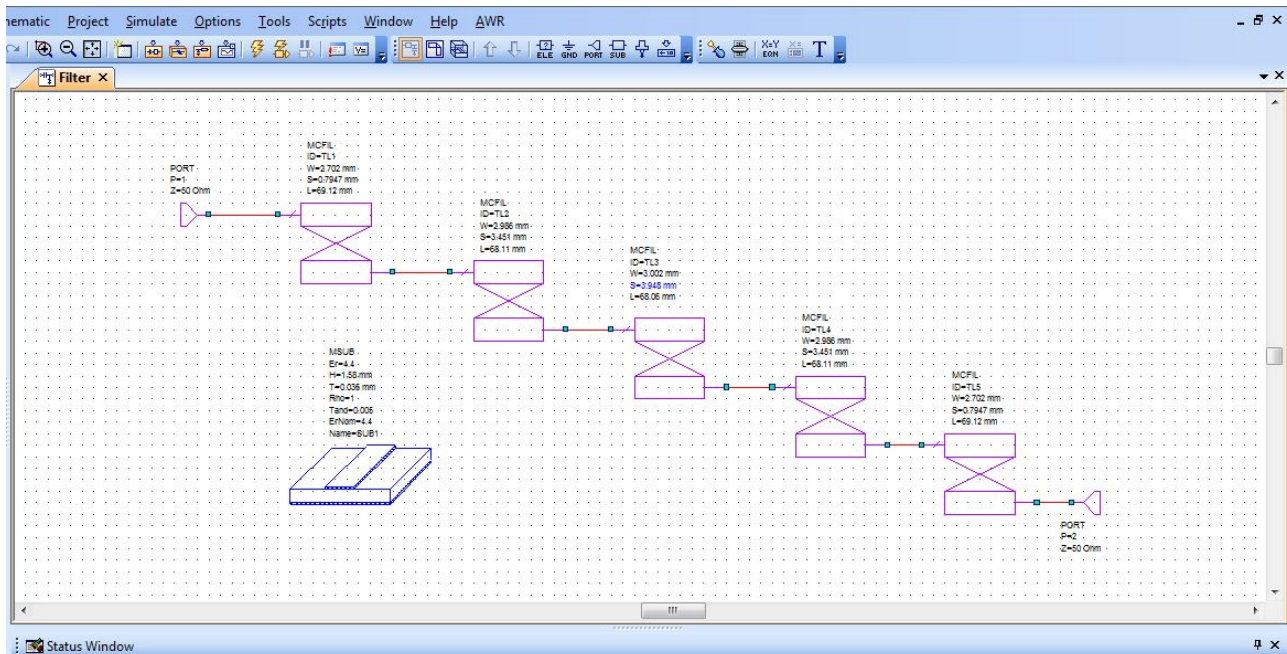 nematic Project Simulate Options Tools Scripts Window Help AWR
ELE GND PORT SUB X=Y EQN T
Filter
MCFIL
ID=TL1
W=2.702 mm
S=0.7947 mm
L=69.12 mm
PORT
P=1
Z=50 Ohm
MCFIL
ID=TL2
W=2.986 mm
S=3.451 mm
L=68.11 mm
MCFIL
ID=TL3
W=3.002 mm
S=3.948 mm
L=68.06 mm
MCFIL
ID=TL4
W=2.986 mm
S=3.451 mm
L=68.11 mm
MSUB
Er=4.4
H=1.58 mm
T=0.036 mm
Rho=1
Tand=0.005
ErNom=4.4
Name=SUB1
MCFIL
ID=TL5
W=2.702 mm
S=0.7947 mm
L=69.12 mm
PORT
P=2
Z=50 Ohm
Status Window